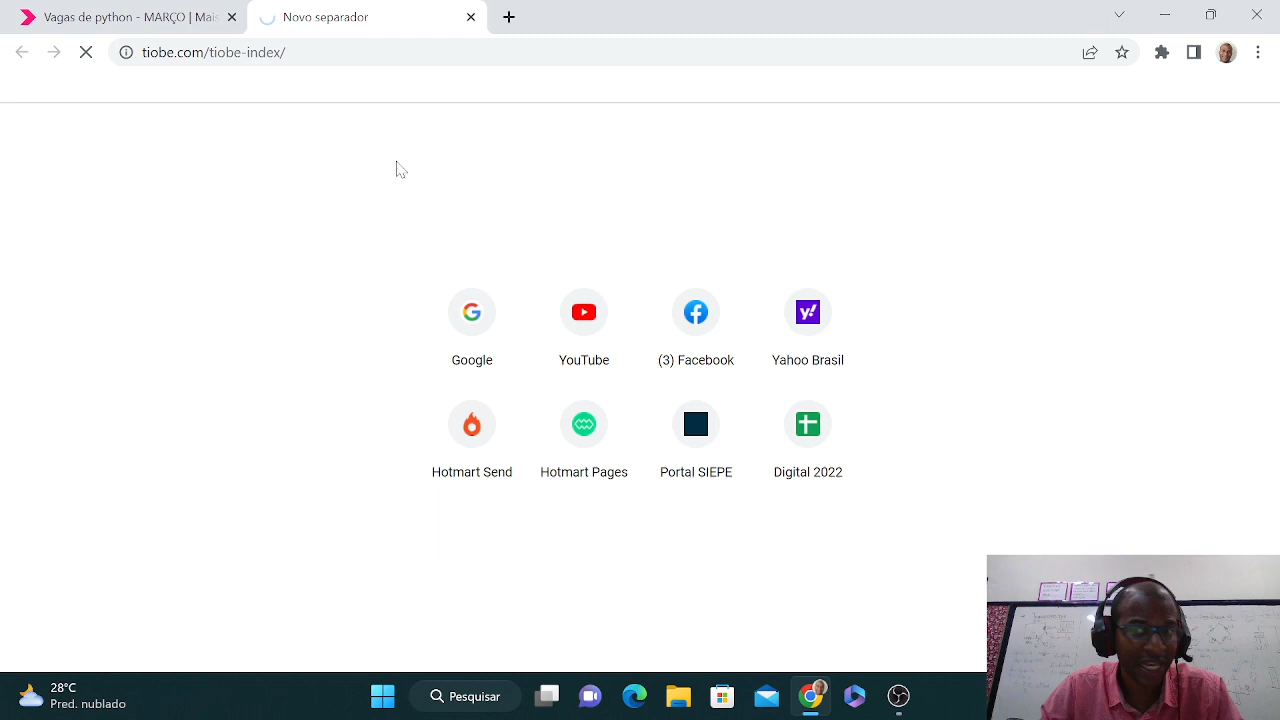 Vagas de python - MARÇO | Mais
Novo separador
tiobe.com/tiobe-index/
Google
YouTube
(3) Facebook
Yahoo Brasil
Hotmart Send
Hotmart Pages
Portal SIEPE
Digital 2022
28°C
Pred. nublado
Pesquisar